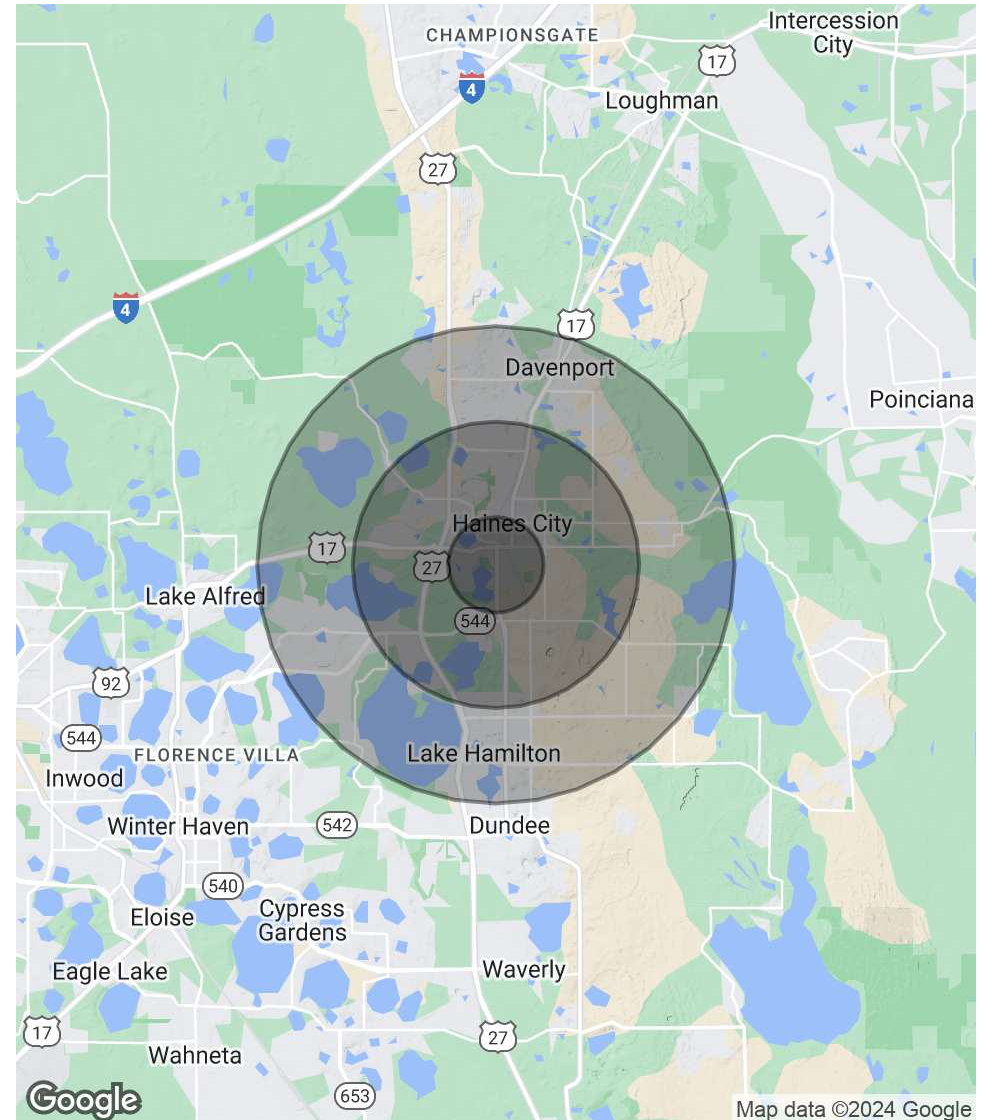 Intercession
City
CHAMPIONSGATE
17
4
Loughman
27
4
17
Davenport
Poinciana
Haines City
17
27
Lake Alfred
544
92
544
FLORENCE VILLA
Lake Hamilton
Inwood
Winter Haven
542
Dundee
540
Eloise
Cypress
Gardens
Eagle Lake
Waverly
17
27
Wahneta
653
Google
Map data ©2024 Google